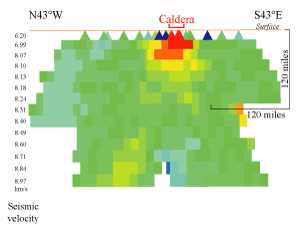 N43°W
S43°E
Caldera
Surface
6.20
6.99
8.07
8.10
8.13
8.18
8.24
8.31
8.40
8.49
8.60
8.71
8.84
8.97
km/s
120 miles
120 miles
Seismic
velocity